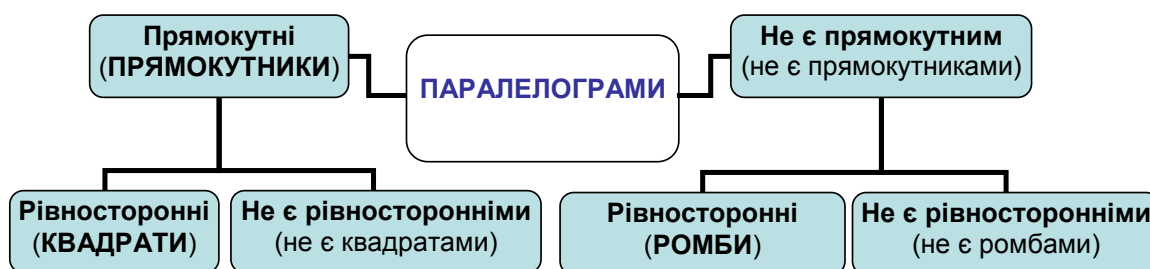 ПАРАЛЕЛОГРАМИ
Прямокутні
(ПРЯМОКУТНИКИ)
Не є прямокутним
(не є прямокутниками)
Рівносторонні
(КВАДРАТИ)
Не є рівносторонніми
(не є квадратами)
Рівносторонні
(РОМБИ)
Не є рівносторонніми
(не є ромбами)